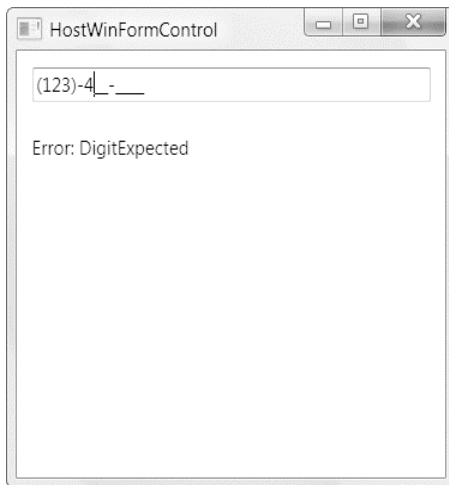 HostWinFormControl
(123)-4__-____
Error: DigitExpected